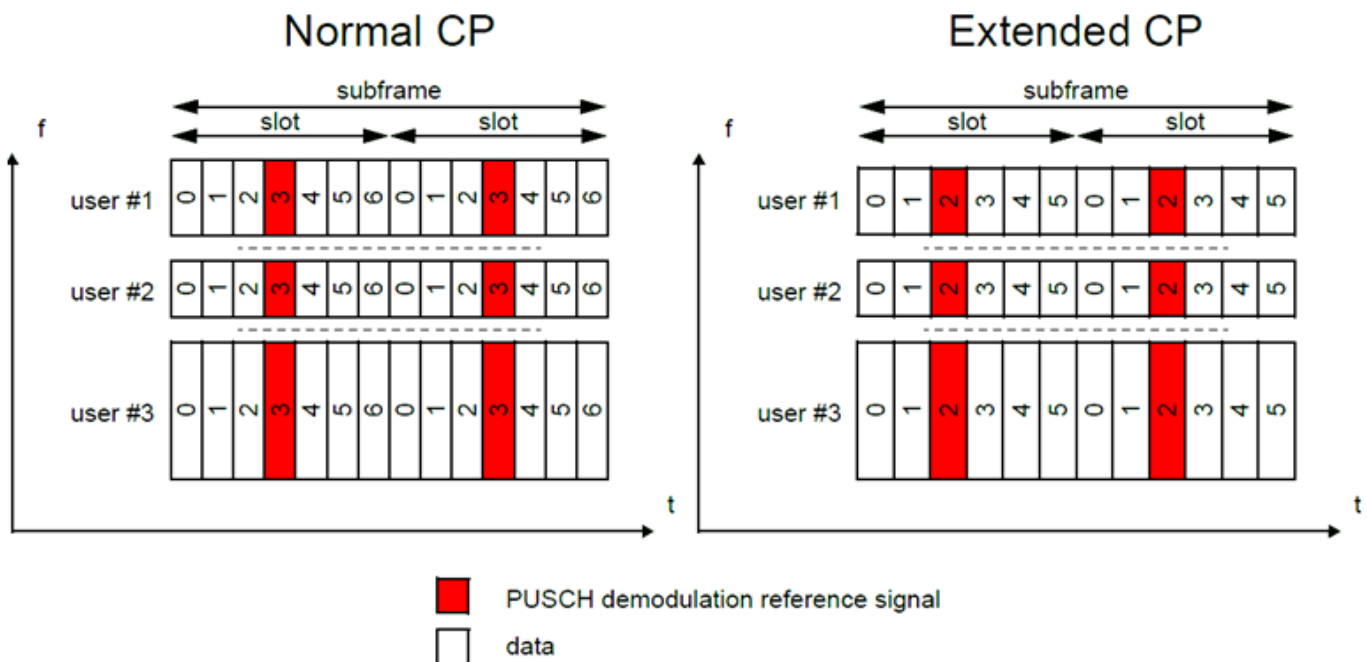 Normal CP
subframe
slot slot
f
user #1 0 1 2 3 4 5 6 0 1 2 3 4 5 6
user #2 0 1 2 3 4 5 6 0 1 2 3 4 5 6
user #3 0 1 2 3 4 5 6 0 1 2 3 4 5 6
t
Extended CP
subframe
slot slot
f
user #1 0 1 2 3 4 5 0 1 2 3 4 5
user #2 0 1 2 3 4 5 0 1 2 3 4 5
user #3 0 1 2 3 4 5 0 1 2 3 4 5
t
PUSCH demodulation reference signal
data